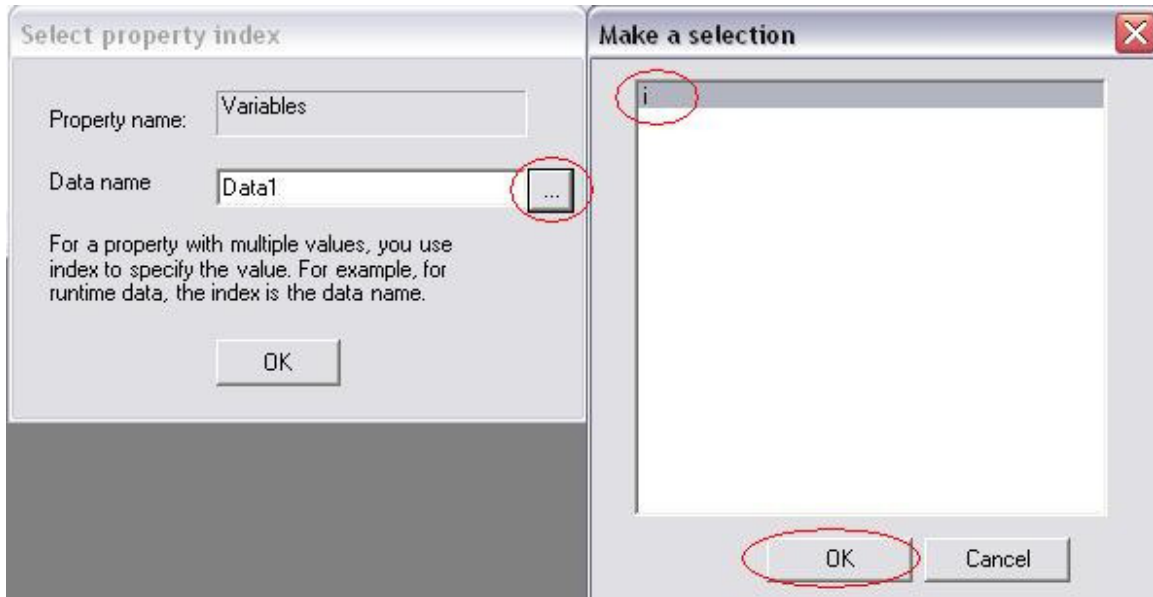 Select property index
Property name:
Variables
Data name
Data1
...
For a property with multiple values, you use
index to specify the value. For example, for
runtime data, the index is the data name.
OK
Make a selection
i
OK
Cancel